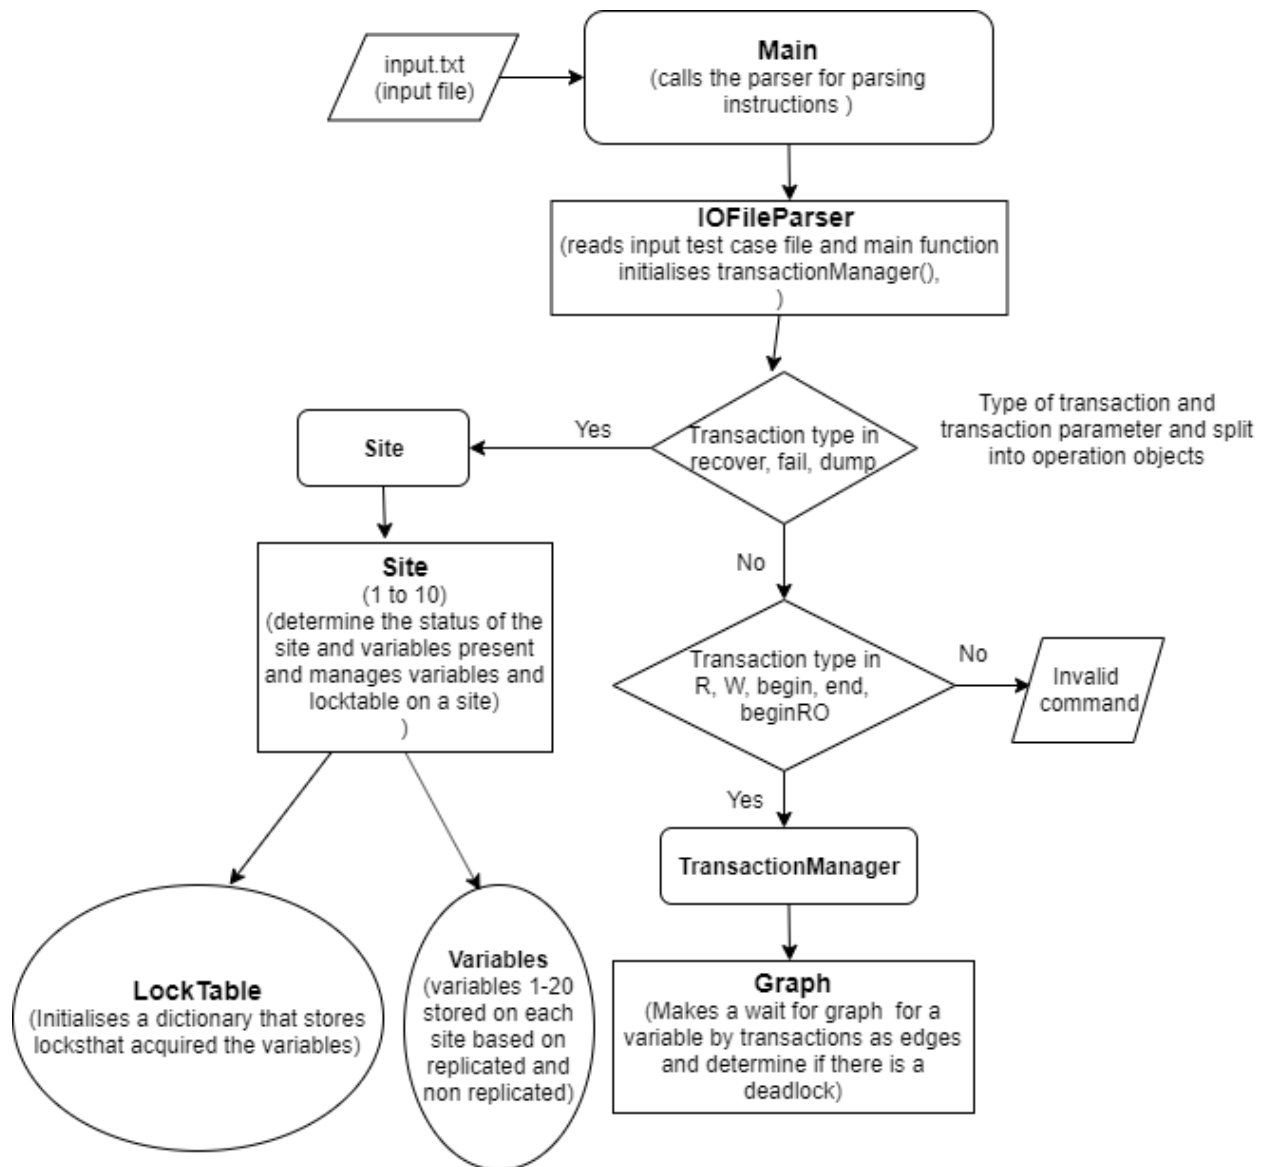 input.txt
(input file)
Main
(calls the parser for parsing
instructions )
IOFileParser
(reads input test case file and main function
initialises transactionManager(),
)
Transaction type in
recover, fail, dump
Type of transaction and
transaction parameter and split
into operation objects
Yes
Site
No
Site
(1 to 10)
(determine the status of the
site and variables present
and manages variables and
locktable on a site)
)
Transaction type in
R, W, begin, end,
beginRO
No
Invalid
command
Yes
TransactionManager
LockTable
(Initialises a dictionary that stores
locksthat acquired the variables)
Variables
(variables 1-20
stored on each
site based on
replicated and
non replicated)
Graph
(Makes a wait for graph  for a
variable by transactions as edges
and determine if there is a
deadlock)